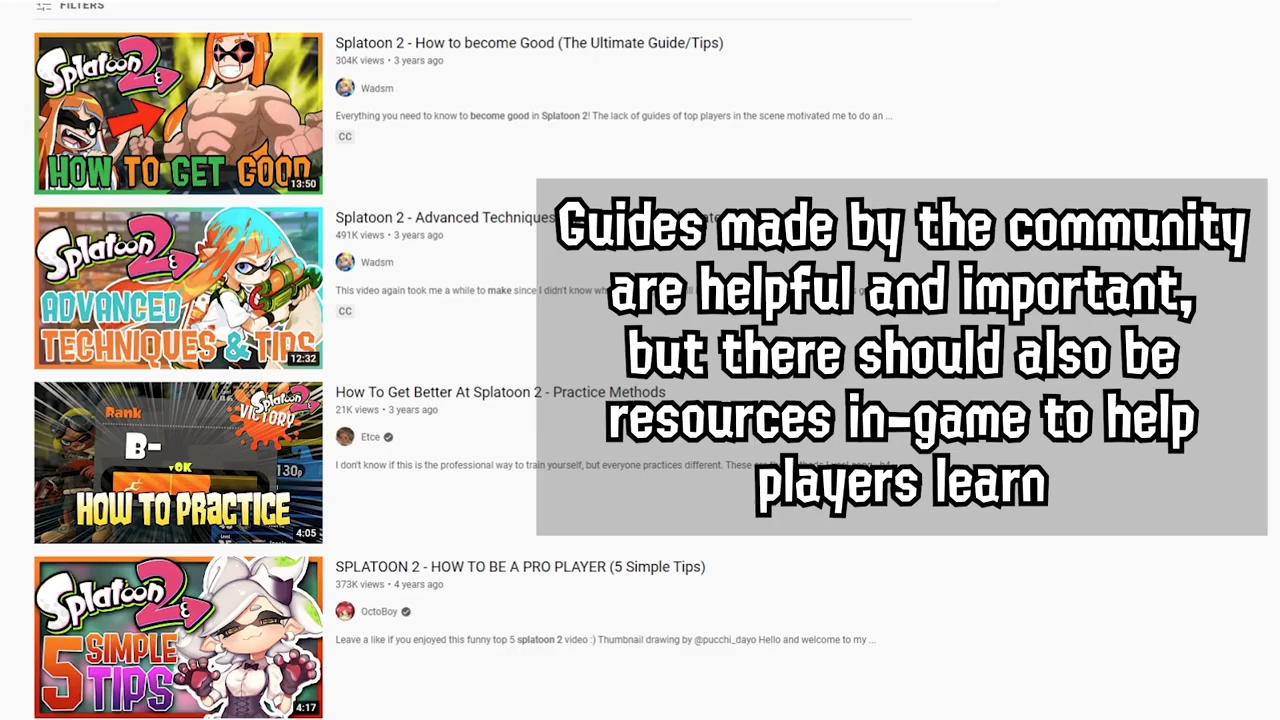 FILTERS
Splatoon 2
HOW TO GET GOOD
13:50
Splatoon 2 - How to become Good (The Ultimate Guide/Tips)
304K views • 3 years ago
Wadsm
Everything you need to know to become good in Splatoon 2! The lack of guides of top players in the scene motivated me to do an ...
CC
Splatoon 2
ADVANCED
TECHNIQUES & TIPS
12:32
Splatoon 2 - Advanced Techniques
491K views • 3 years ago
Wadsm
This video again took me a while to make since I didn't know
CC
Guides made by the community
are helpful and important,
but there should also be
resources in-game to help
players learn
Rank
B-
OK
Splatoon 2
VICTORY
130p
HOW TO PRACTICE
4:05
How To Get Better At Splatoon 2 - Practice Methods
21K views • 3 years ago
Etce
I don't know if this is the professional way to train yourself, but everyone practices different. These
Splatoon 2
5 SIMPLE
TIPS
4:17
SPLATOON 2 - HOW TO BE A PRO PLAYER (5 Simple Tips)
373K views • 4 years ago
OctoBoy
Leave a like if you enjoyed this funny top 5 splatoon 2 video :) Thumbnail drawing by @pucchi_dayo Hello and welcome to my ...